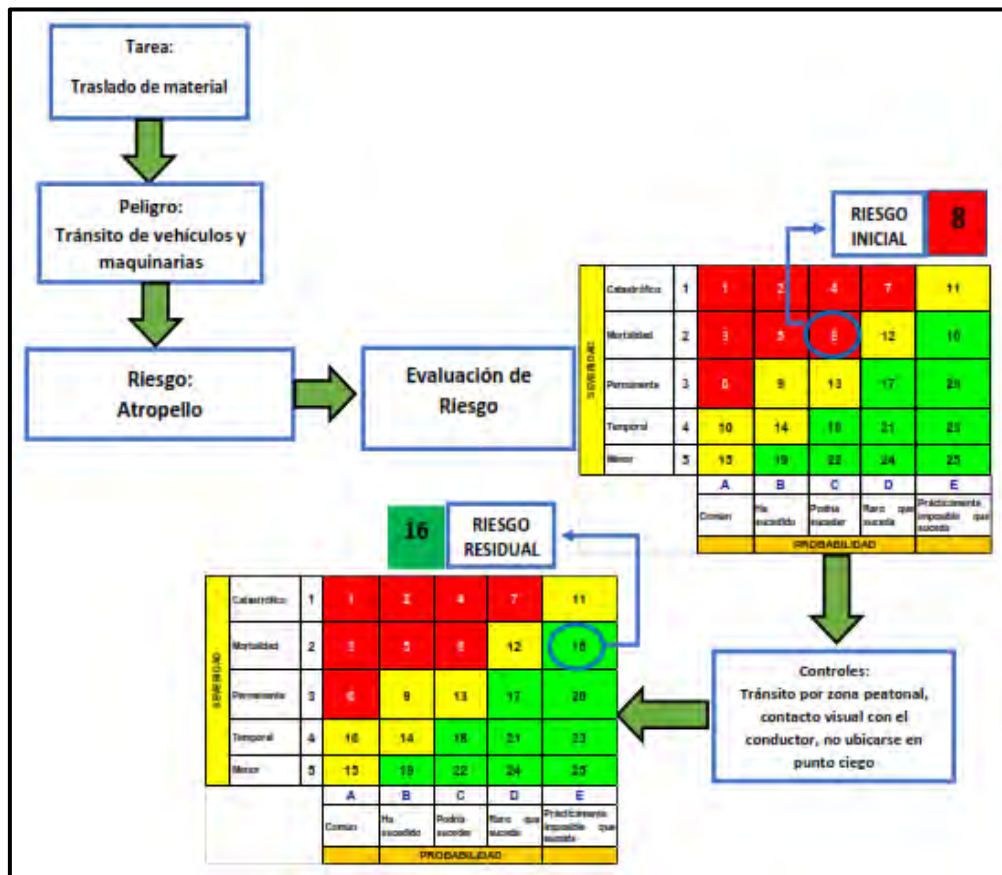 Tarea:
Traslado de material
Peligro:
Tránsito de vehículos y
maquinarias
Riesgo:
Atropello
Evaluación de
Riesgo
RIESGO
INICIAL
8
SEVERIDAD
Catastrófico 1 1 2 4 7 11
Mortalidad 2 3 5 8 12 16
Permanente 3 6 9 13 17 20
Temporal 4 10 14 18 21 23
Menor 5 15 19 22 24 25
A B C D E
Común
Ha sucedido
Podría suceder
Raro que suceda
Prácticamente imposible que suceda
PROBABILIDAD
Controles:
Tránsito por zona peatonal,
contacto visual con el
conductor, no ubicarse en
punto ciego
16
RIESGO
RESIDUAL
SEVERIDAD
Catastrófico 1 1 2 4 7 11
Mortalidad 2 3 5 8 12 16
Permanente 3 6 9 13 17 20
Temporal 4 14 18 21 23
Menor 5 15 19 22 24 25
A B C D E
Común
Ha sucedido
Podría suceder
Raro que suceda
Prácticamente imposible que suceda
PROBABILIDAD